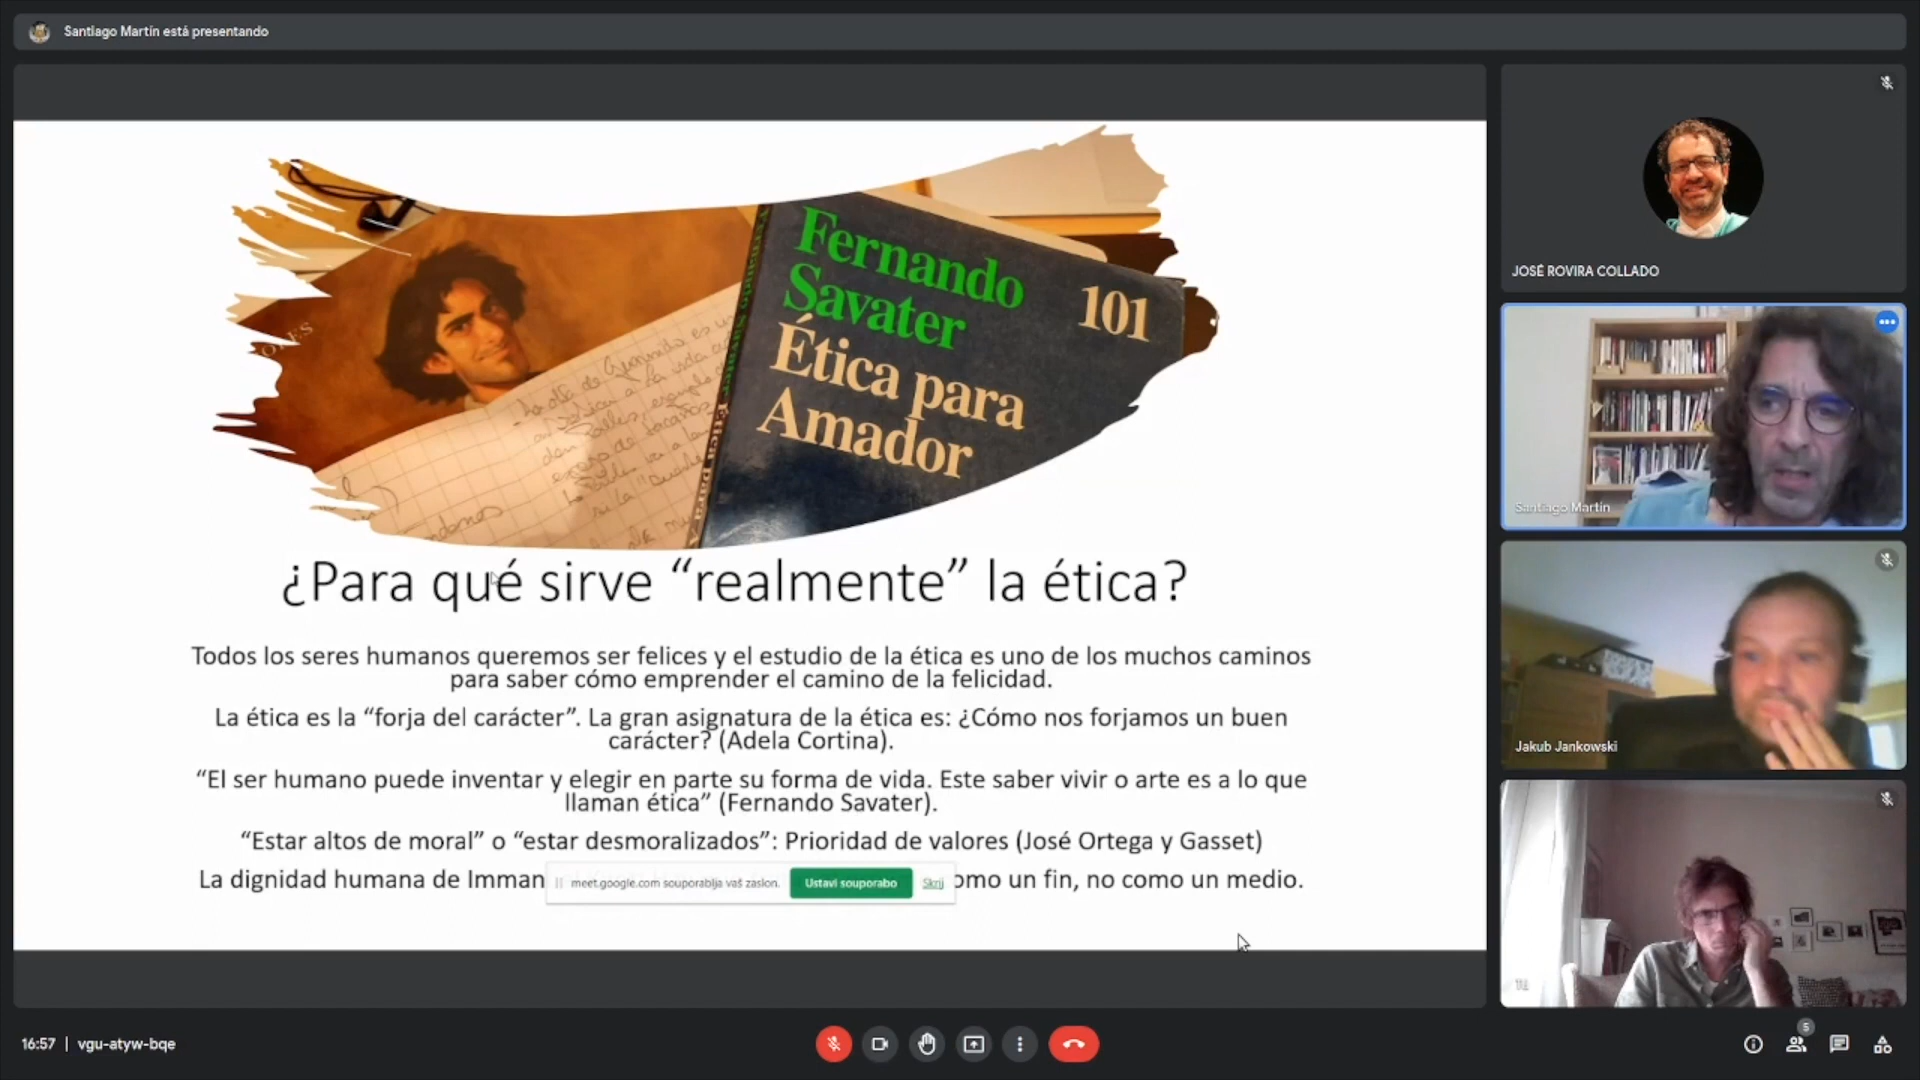 Santiago Martín está presentando
JOSÉ ROVIRA COLLADO
Fernando
Savater
101
Ética para
Amador
Santiago Martín
¿Para qué sirve “realmente” la ética?
Todos los seres humanos queremos ser felices y el estudio de la ética es uno de los muchos caminos
para saber cómo emprender el camino de la felicidad.
La ética es la “forja del carácter”. La gran asignatura de la ética es: ¿Cómo nos forjamos un buen
carácter? (Adela Cortina).
“El ser humano puede inventar y elegir en parte su forma de vida. Este saber vivir o arte es a lo que
llaman ética” (Fernando Savater).
“Estar altos de moral” o “estar desmoralizados”: Prioridad de valores (José Ortega y Gasset)
La dignidad humana de Imman
omo un fin, no como un medio.
meet.google.com souporablja vaš zaslon.
Ustavi souporabo
Skrij
Jakub Jankowski
Tú
16:57 | vgu-atyw-bqe
5